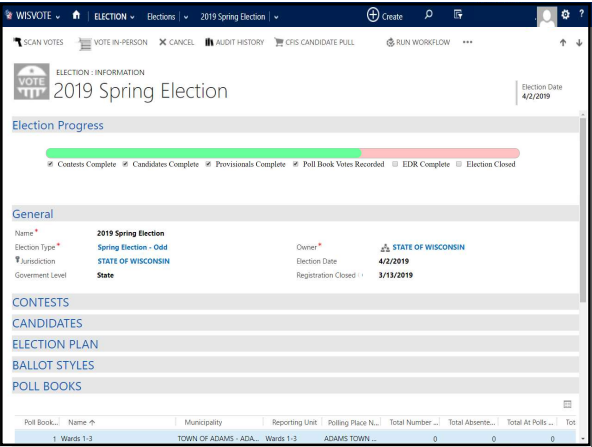 WISVOTE ELECTION Elections 2019 Spring Election Create ?
SCAN VOTES VOTE IN-PERSON CANCEL AUDIT HISTORY CFIS CANDIDATE PULL RUN WORKFLOW ...
VOTE
ELECTION : INFORMATION
2019 Spring Election
Election Date
4/2/2019
Election Progress
Contests Complete Candidates Complete Provisionals Complete Poll Book Votes Recorded EDR Complete Election Closed
General
Name * 2019 Spring Election
Election Type * Spring Election - Odd Owner * STATE OF WISCONSIN
Jurisdiction STATE OF WISCONSIN Election Date 4/2/2019
Goverment Level State Registration Closed 3/13/2019
CONTESTS
CANDIDATES
ELECTION PLAN
BALLOT STYLES
POLL BOOKS
Poll Book... Name ↑ Municipality Reporting Unit Polling Place N... Total Number ... Total Absente... Total At Polls ... Tot
1 Wards 1-3 TOWN OF ADAMS - ADA... Wards 1-3 ADAMS TOWN ... 0 0 0